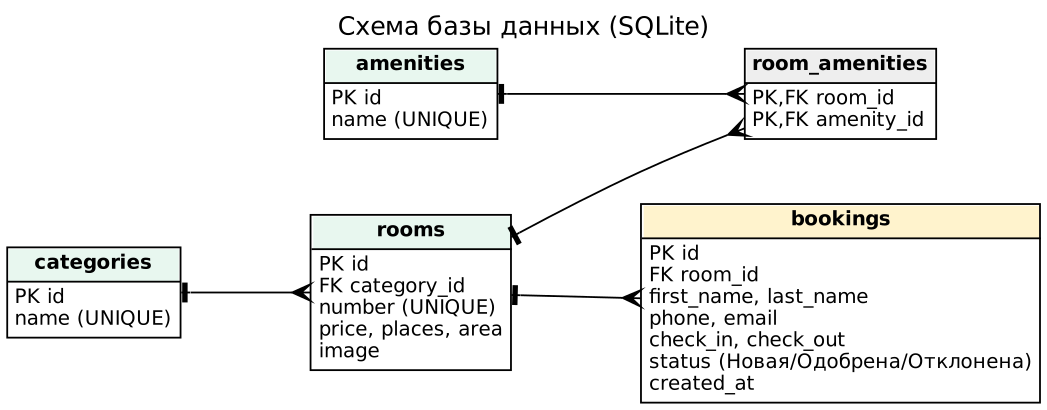 Схема базы данных (SQLite)
amenities
PK id
name (UNIQUE)
room_amenities
PK,FK room_id
PK,FK amenity_id
categories
PK id
name (UNIQUE)
rooms
PK id
FK category_id
number (UNIQUE)
price, places, area
image
bookings
PK id
FK room_id
first_name, last_name
phone, email
check_in, check_out
status (Новая/Одобрена/Отклонена)
created_at